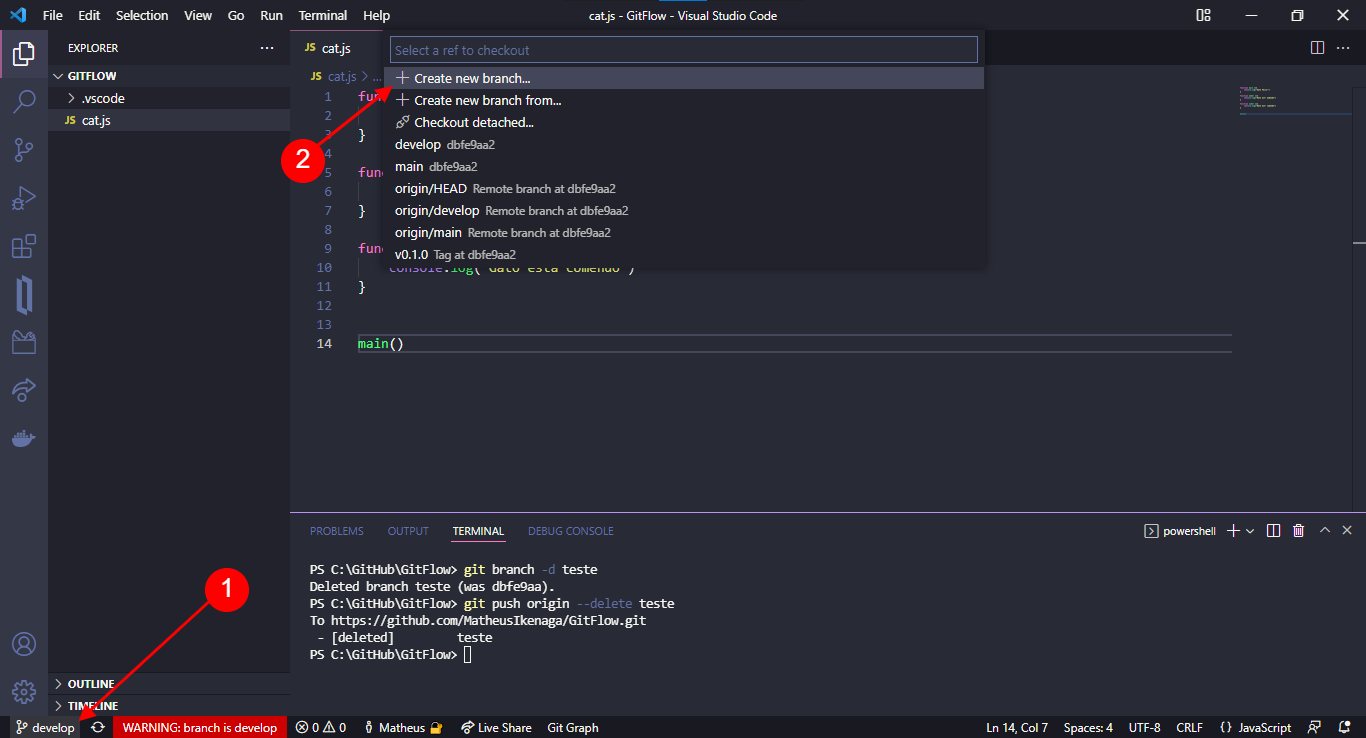 File Edit Selection View Go Run Terminal Help cat.js - GitFlow - Visual Studio Code
EXPLORER
JS cat.js
Select a ref to checkout
GITFLOW
JS cat.js > ...
Create new branch...
.vscode
1 fun
Create new branch from...
JS cat.js
2
Checkout detached...
3 }
develop dbfe9aa2
4
2
main dbfe9aa2
5 fun
origin/HEAD Remote branch at dbfe9aa2
6
origin/develop Remote branch at dbfe9aa2
7 }
origin/main Remote branch at dbfe9aa2
8
9 fun
v0.1.0 Tag at dbfe9aa2
10
11 }
12
13
14 main()
PROBLEMS OUTPUT TERMINAL DEBUG CONSOLE powershell
PS C:\GitHub\GitFlow> git branch -d teste
Deleted branch teste (was dbfe9aa).
PS C:\GitHub\GitFlow> git push origin --delete teste
To https://github.com/MatheusIkenaga/GitFlow.git
- [deleted] teste
PS C:\GitHub\GitFlow>
1
OUTLINE
TIMELINE
develop WARNING: branch is develop 0 0 Matheus Live Share Git Graph Ln 14, Col 7 Spaces: 4 UTF-8 CRLF {} JavaScript